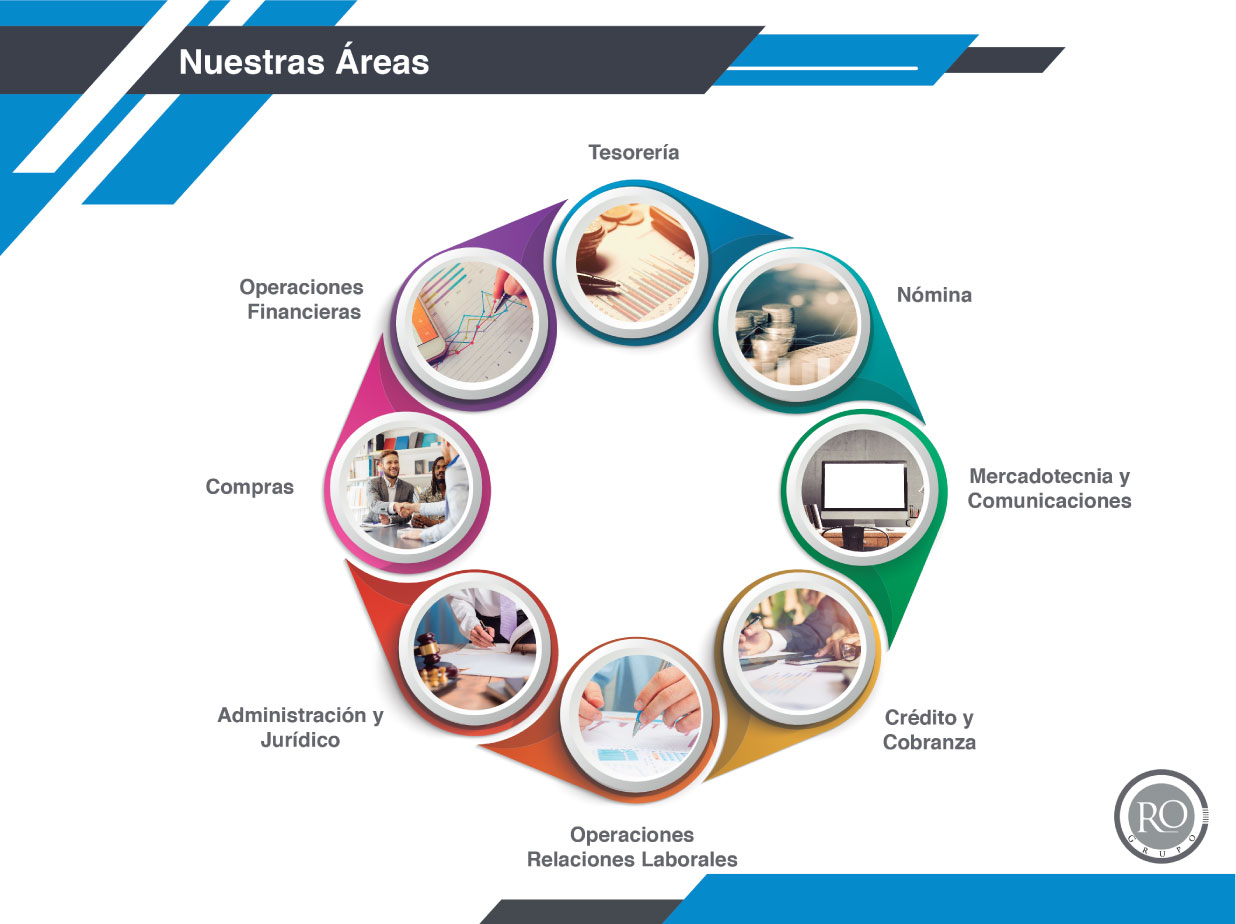 Nuestras Áreas
Tesorería
Operaciones
Financieras
Nómina
Compras
Mercadotecnia y
Comunicaciones
Administración y
Jurídico
Crédito y
Cobranza
Operaciones
Relaciones Laborales
RO
GRUPO